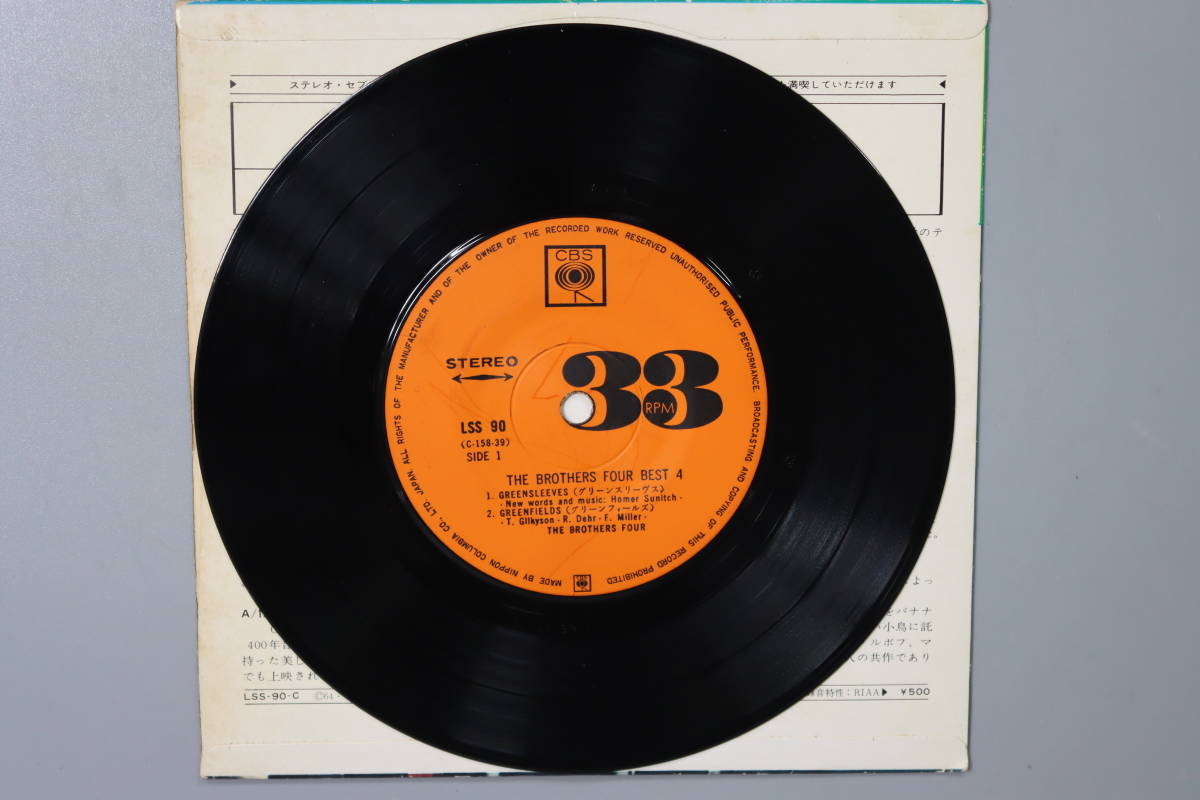 ステレオ・セブ
満喫していただけます
のテ
CBS
STEREO
33
RPM
LSS 90
(C-158-39)
SIDE 1
THE BROTHERS FOUR BEST 4
1. GREENSLEEVES (グリーンスリーヴス)
- New words and music: Homer Sunitch -
2. GREENFIELDS (グリーンフィールズ)
- T. Gilkyson - R. Dehr - F. Miller -
THE BROTHERS FOUR
MADE BY NIPPON COLUMBIA CO., LTD. JAPAN. ALL RIGHTS OF THE MANUFACTURER AND OF THE OWNER OF THE RECORDED WORK RESERVED UNAUTHORISED PUBLIC PERFORMANCE. BROADCASTING AND COPYING OF THIS RECORD PROHIBITED
CBS
よっ
バナナ
小鳥に託
400年
ルボフ、マ
持った美し
人の共作であり
でも上映され
LSS-90-C Ⓒ64
音特性：RIAA▶ ¥500